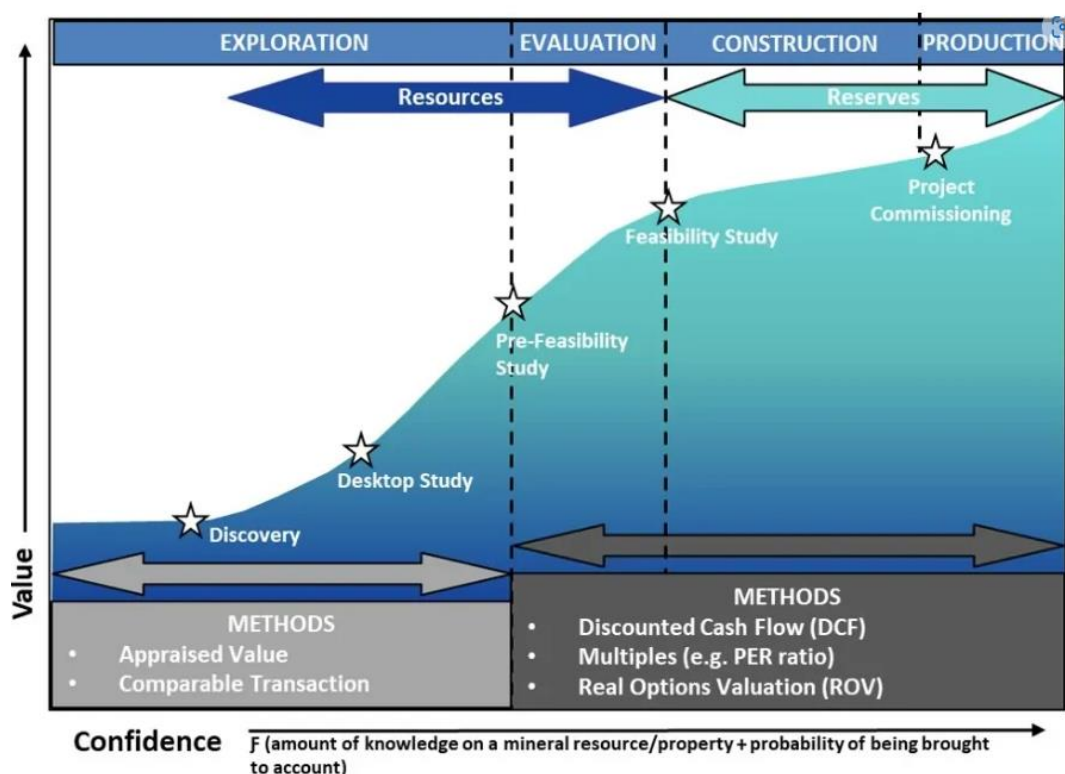 EXPLORATION
EVALUATION
CONSTRUCTION
PRODUCTION
Resources
Reserves
Project
Commissioning
Feasibility Study
Pre-Feasibility
Study
Desktop Study
Discovery
Value
METHODS
• Appraised Value
• Comparable Transaction
METHODS
• Discounted Cash Flow (DCF)
• Multiples (e.g. PER ratio)
• Real Options Valuation (ROV)
Confidence
Ƒ (amount of knowledge on a mineral resource/property + probability of being brought
to account)